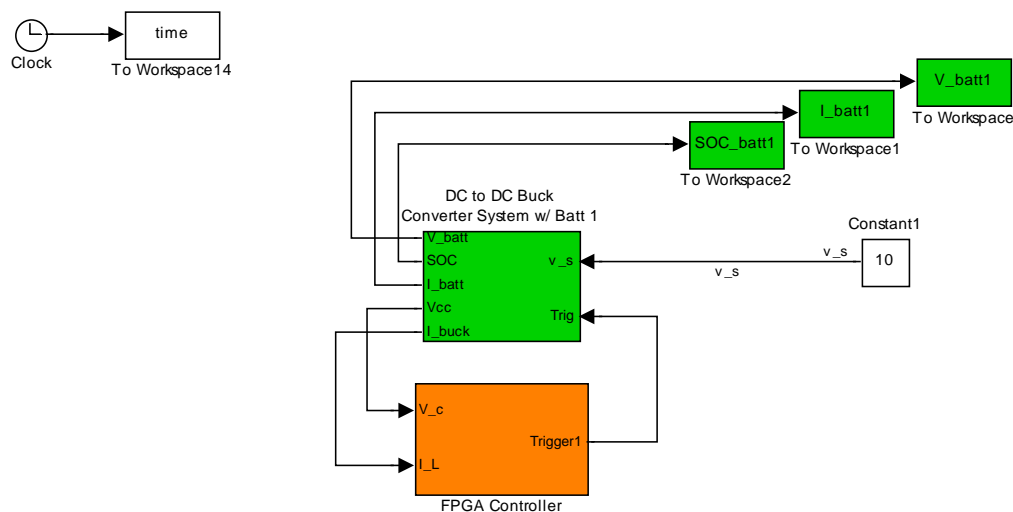 time
Clock
To Workspace14
V_batt1
To Workspace
I_batt1
To Workspace1
SOC_batt1
To Workspace2
DC to DC Buck
Converter System w/ Batt 1
V_batt
SOC
I_batt
Vcc
I_buck
v_s
Trig
v_s
v_s
Constant1
10
V_c
I_L
Trigger1
FPGA Controller